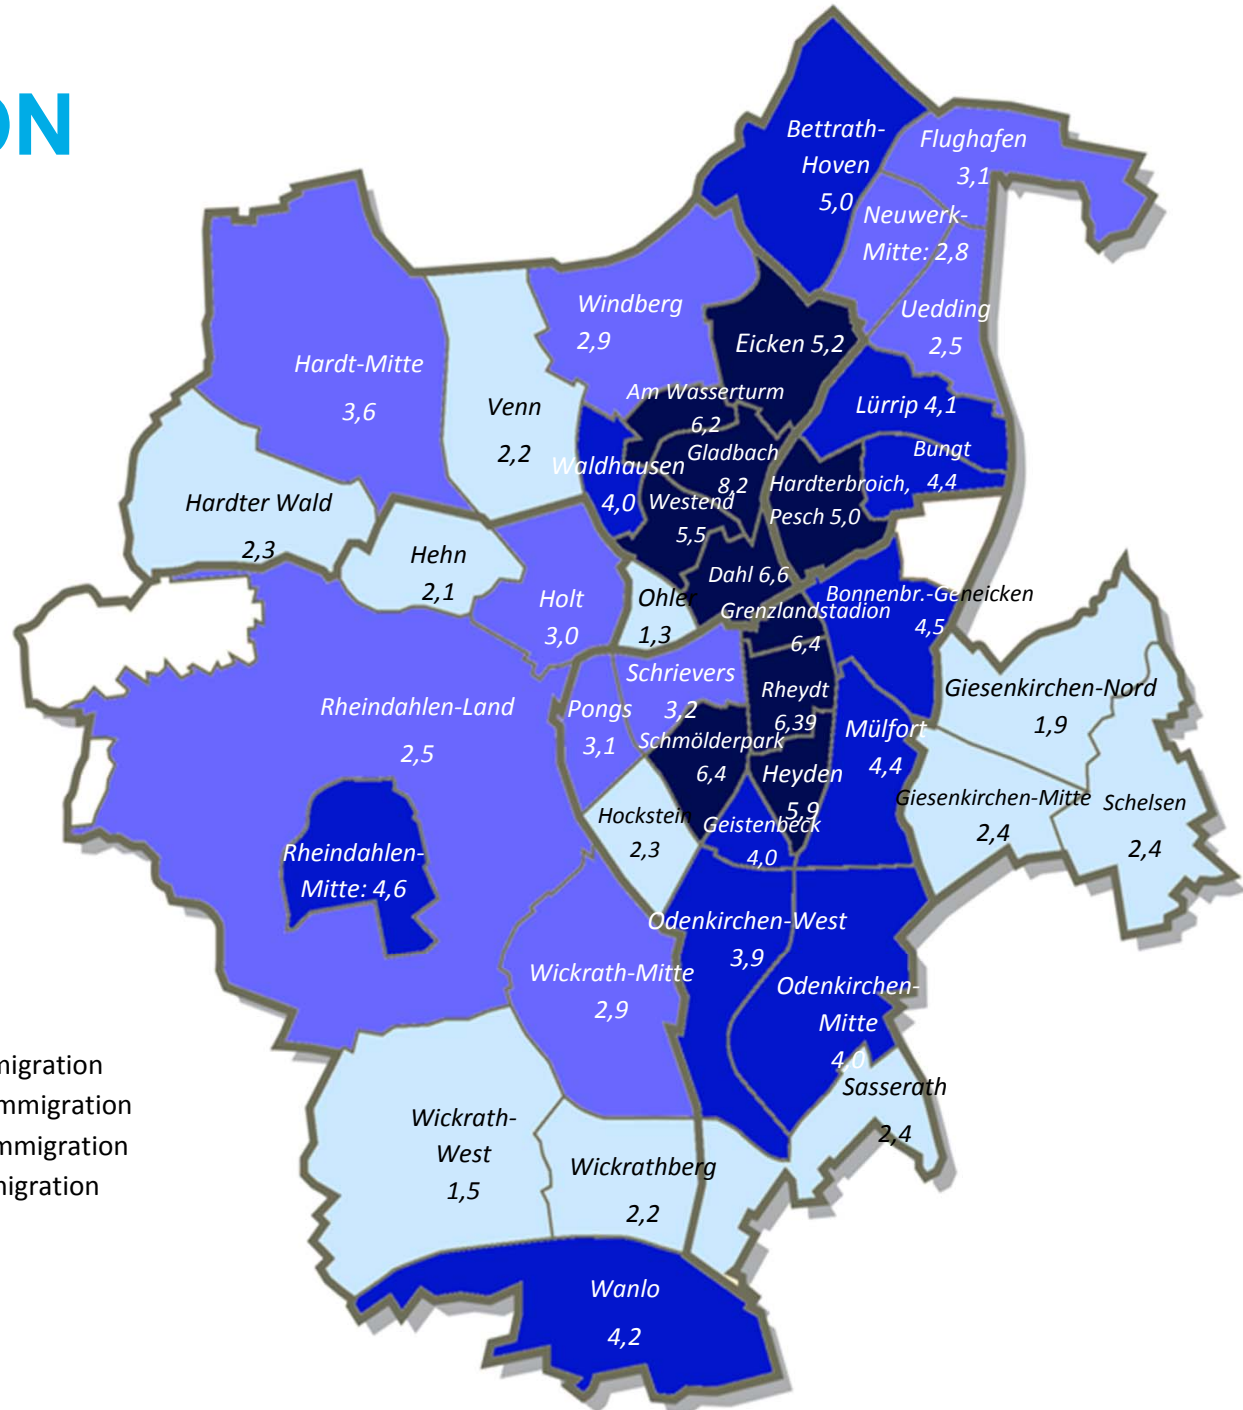 ON
Bettrath-
Hoven
5,0
Flughafen
3,1
Neuwerk-
Mitte: 2,8
Uedding
2,5
Windberg
2,9
Eicken 5,2
Hardt-Mitte
3,6
Venn
2,2
Am Wasserturm
6,2
Lürrip 4,1
Bungt
4,4
Gladbach
8,2
Waldhausen
4,0
Westend
5,5
Hardterbroich,
Pesch 5,0
Hardter Wald
2,3
Hehn
2,1
Holt
3,0
Ohler
1,3
Dahl 6,6
Grenzlandstadion
6,4
Bonnenbr.-Geneicken
4,5
Giesenkirchen-Nord
1,9
Schrievers
3,2
Rheydt
6,39
Rheindahlen-Land
2,5
Pongs
3,1
Mülfort
4,4
Schmölderpark
6,4
Heyden
5,9
Giesenkirchen-Mitte
2,4
Schelsen
2,4
Hockstein
2,3
Geistenbeck
4,0
Rheindahlen-
Mitte: 4,6
Odenkirchen-West
3,9
Wickrath-Mitte
2,9
Odenkirchen-
Mitte
4,0
Sasserath
2,4
migration
mmigration
mmigration
nigration
Wickrath-
West
1,5
Wickrathberg
2,2
Wanlo
4,2